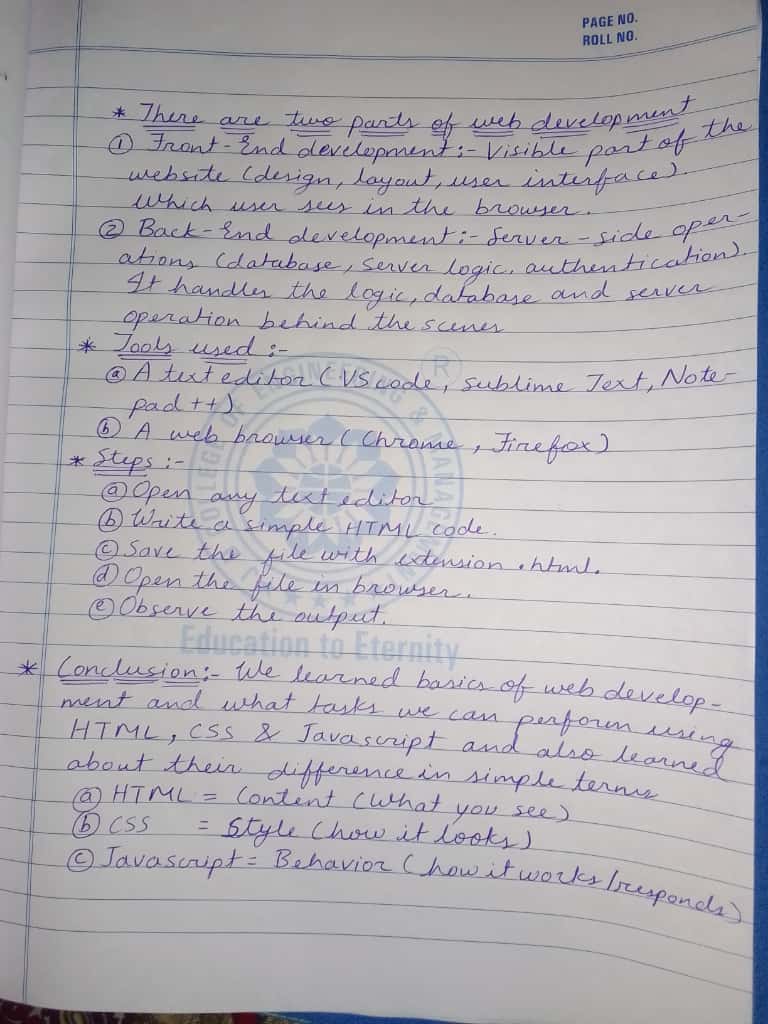 PAGE NO.
ROLL NO.
* There are two parts of web development
① Front-End development:- Visible part of the
website (design, layout, user interface).
Which user sees in the browser.
② Back-End development:- Server-side oper-
ations (database, server logic, authentication).
It handles the logic, database and server
operation behind the scenes
* Tools used :-
ⓐ A text editor (VS code, Sublime Text, Note-
pad ++)
ⓑ A web browser (Chrome, Firefox)
* Steps :-
ⓐ Open any text editor
ⓑ Write a simple HTML code.
ⓒ Save the file with extension .html.
ⓓ Open the file in browser.
ⓔ Observe the output.
Education to Eternity
* Conclusion:- We learned basics of web develop-
ment and what tasks we can perform using
HTML, CSS & Javascript and also learned
about their difference in simple terms
ⓐ HTML = Content (What you see)
ⓑ CSS = Style (how it looks)
ⓒ Javascript = Behavior (how it works/responds)